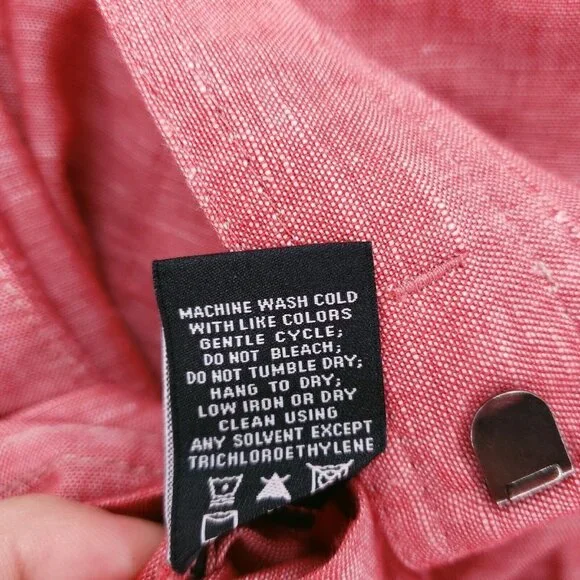 MACHINE WASH COLD
WITH LIKE COLORS
GENTLE CYCLE;
DO NOT BLEACH;
DO NOT TUMBLE DRY;
HANG TO DRY;
LOW IRON OR DRY
CLEAN USING
ANY SOLVENT EXCEPT
TRICHLOROETHYLENE